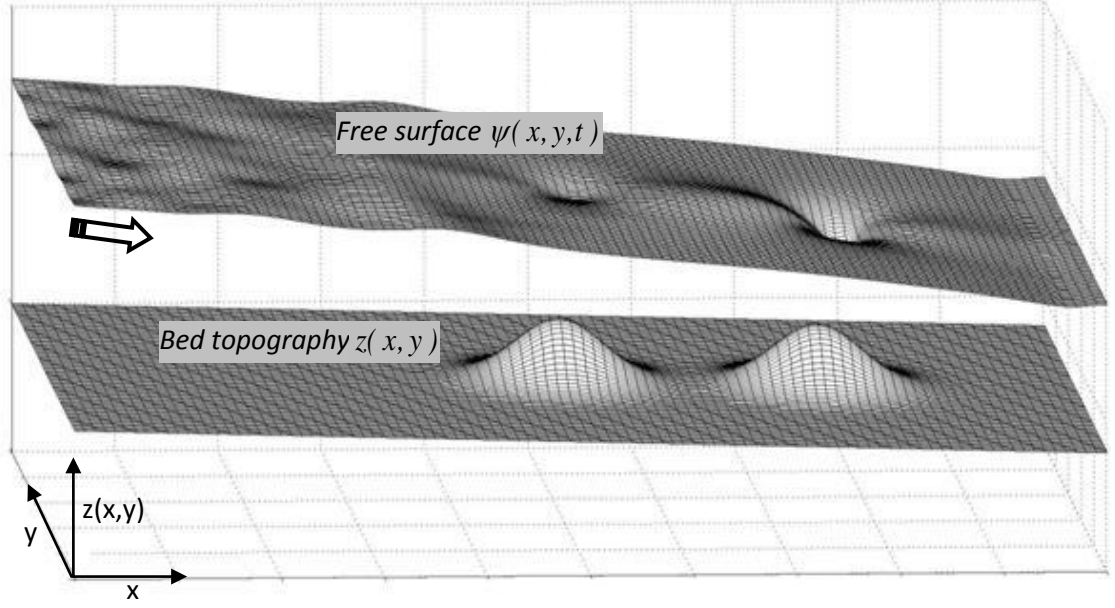 Free surface ψ( x, y,t )
Bed topography z( x, y )
z(x,y)
y
x